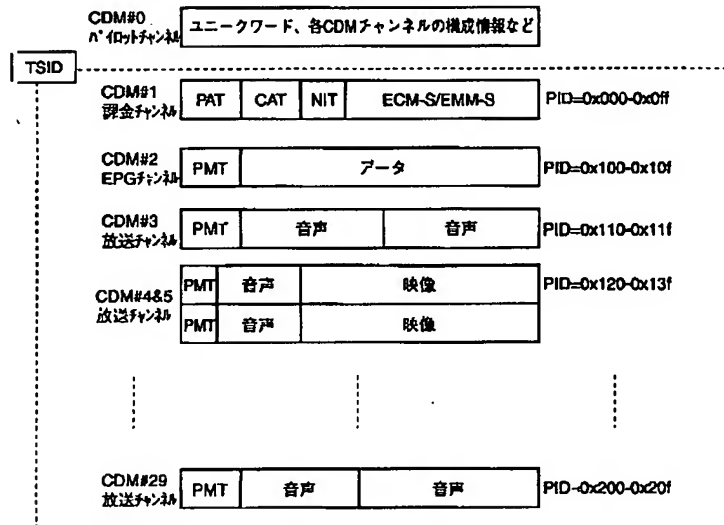 CDM#0
パイロットチャンネル
ユニークワード、各CDMチャンネルの構成情報など
TSID
CDM#1
課金チャンネル
PAT CAT NIT ECM-S/EMM-S PID=0x000-0x0ff
CDM#2
EPGチャンネル
PMT データ PID=0x100-0x10f
CDM#3
放送チャンネル
PMT 音声 音声 PID=0x110-0x11f
CDM#4&5
放送チャンネル
PMT 音声 映像 PID=0x120-0x13f
PMT 音声 映像
CDM#29
放送チャンネル
PMT 音声 音声 PID-0x200-0x20f